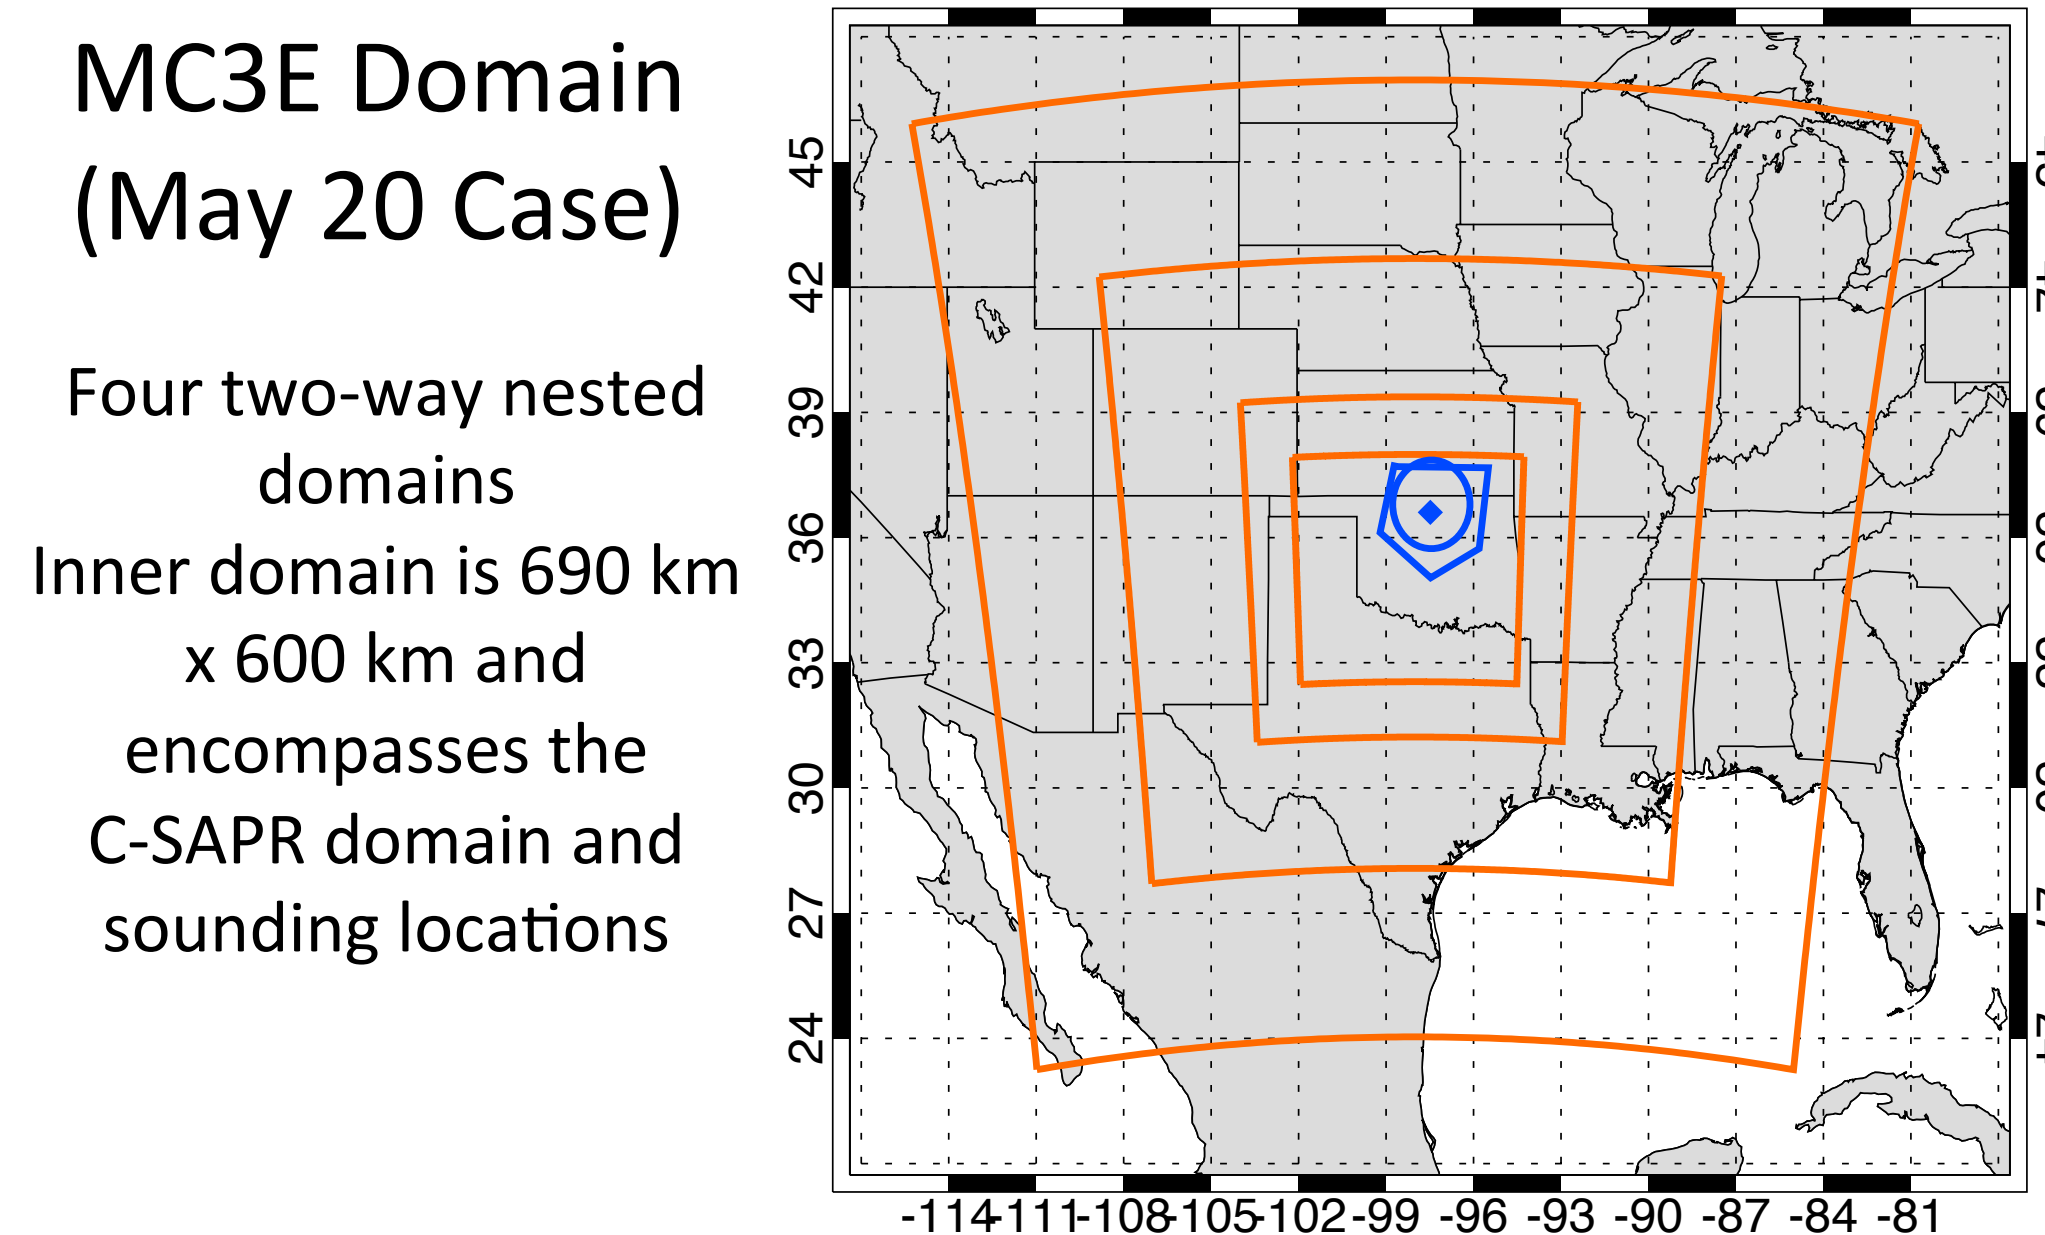 MC3E Domain
(May 20 Case)
Four two-way nested
domains
Inner domain is 690 km
x 600 km and
encompasses the
C-SAPR domain and
sounding locations
45
42
39
36
33
30
27
24
-114 -111 -108 -105 -102 -99 -96 -93 -90 -87 -84 -81